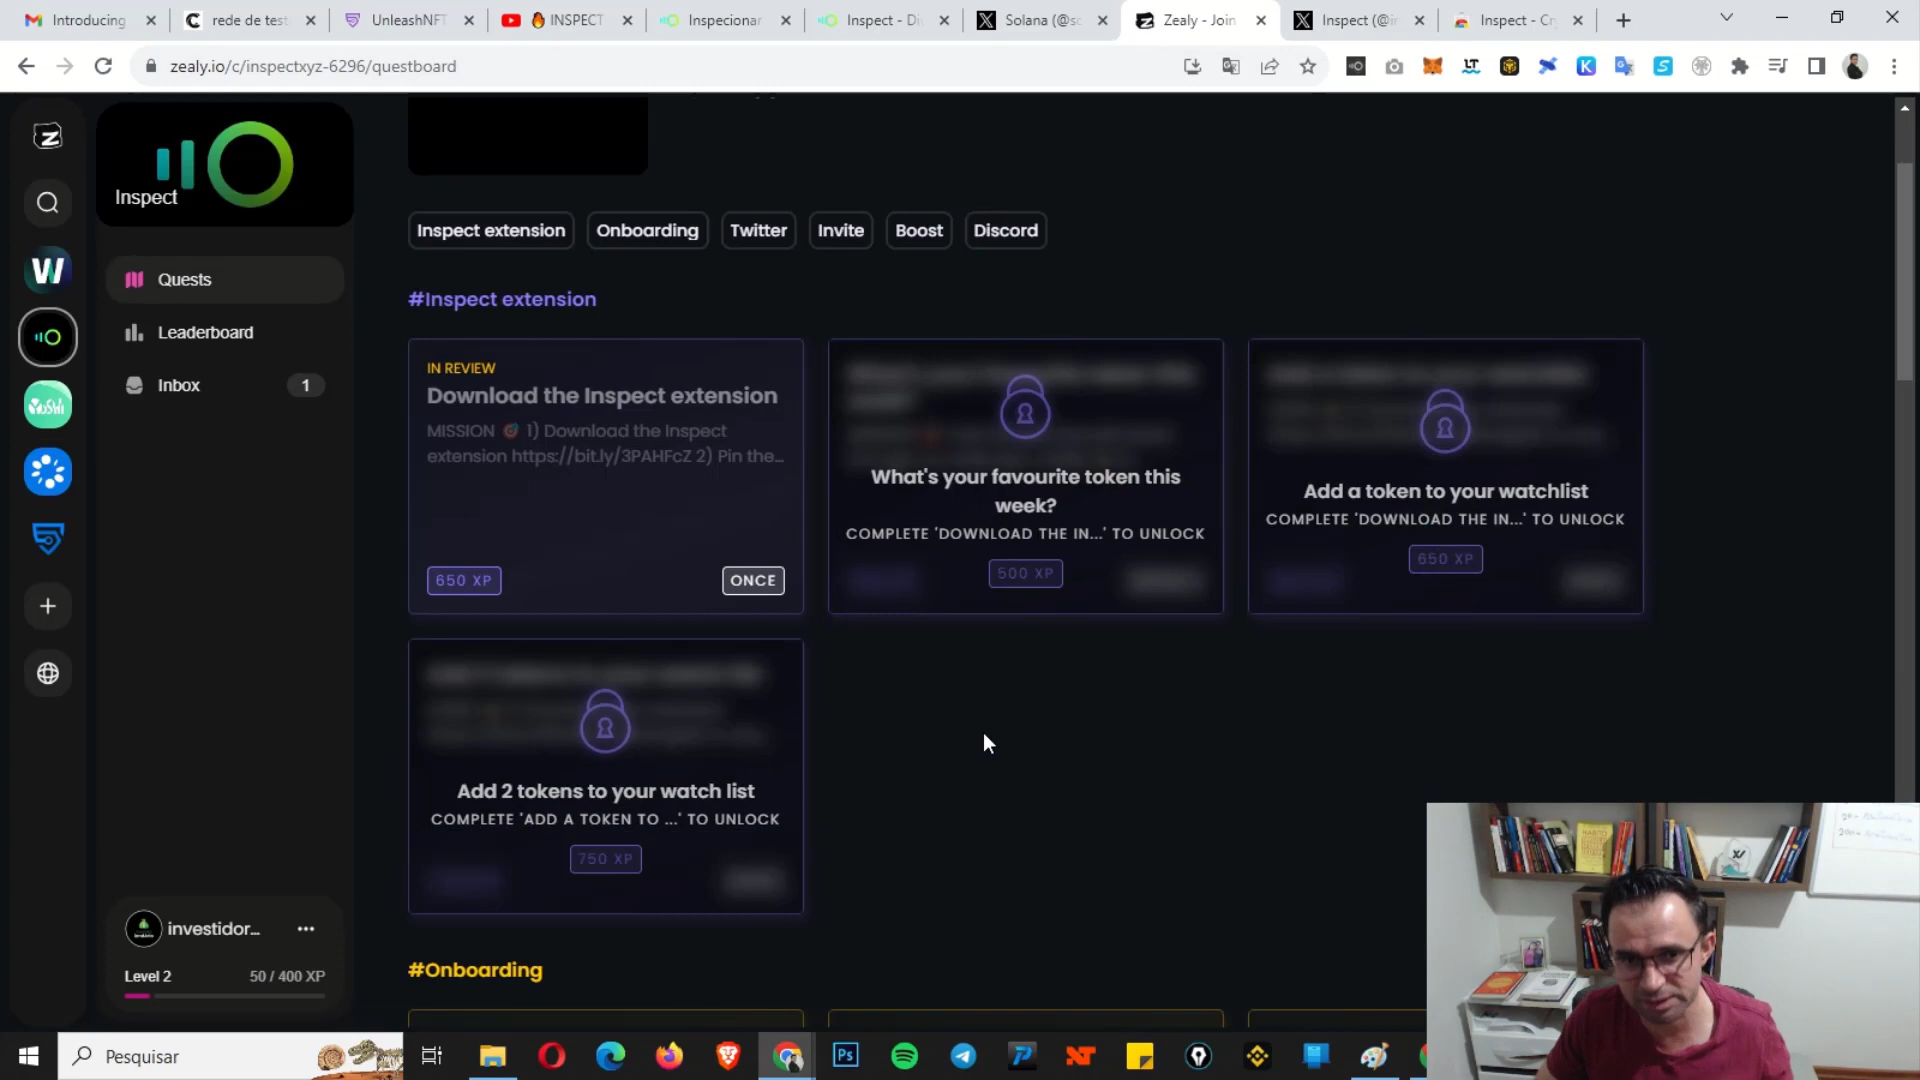 Introducing
rede de test
UnleashNFT
INSPECT
Inspecionar
Inspect - Di
Solana (@so
Zealy - Join
Inspect (@in
Inspect - Cry
zealy.io/c/inspectxyz-6296/questboard
Inspect
Quests
Leaderboard
Inbox
1
Inspect extension
Onboarding
Twitter
Invite
Boost
Discord
#Inspect extension
IN REVIEW
Download the Inspect extension
MISSION 🎯 1) Download the Inspect
extension https://bit.ly/3PAHFcZ 2) Pin the...
650 XP
ONCE
What's your favourite token this
week?
COMPLETE 'DOWNLOAD THE IN...' TO UNLOCK
500 XP
Add a token to your watchlist
COMPLETE 'DOWNLOAD THE IN...' TO UNLOCK
650 XP
Add 2 tokens to your watch list
COMPLETE 'ADD A TOKEN TO ...' TO UNLOCK
750 XP
#Onboarding
investidor...
Level 2
50 / 400 XP
Pesquisar